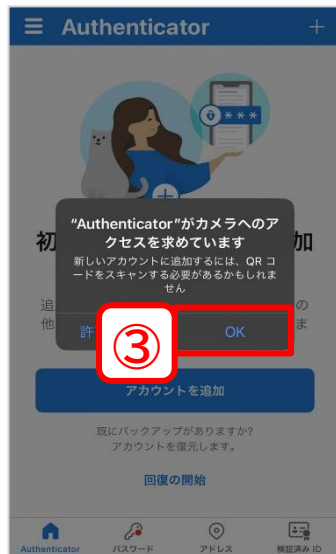 Authenticator
***
"Authenticator"がカメラへのア
クセスを求めています
新しいアカウントに追加するには、QR コ
ードをスキャンする必要があるかもしれま
せん
初
加
追
の
他
ま
許
③
OK
アカウントを追加
既にバックアップがありますか?
アカウントを復元します。
回復の開始
Authenticator
パスワード
アドレス
検証済み ID